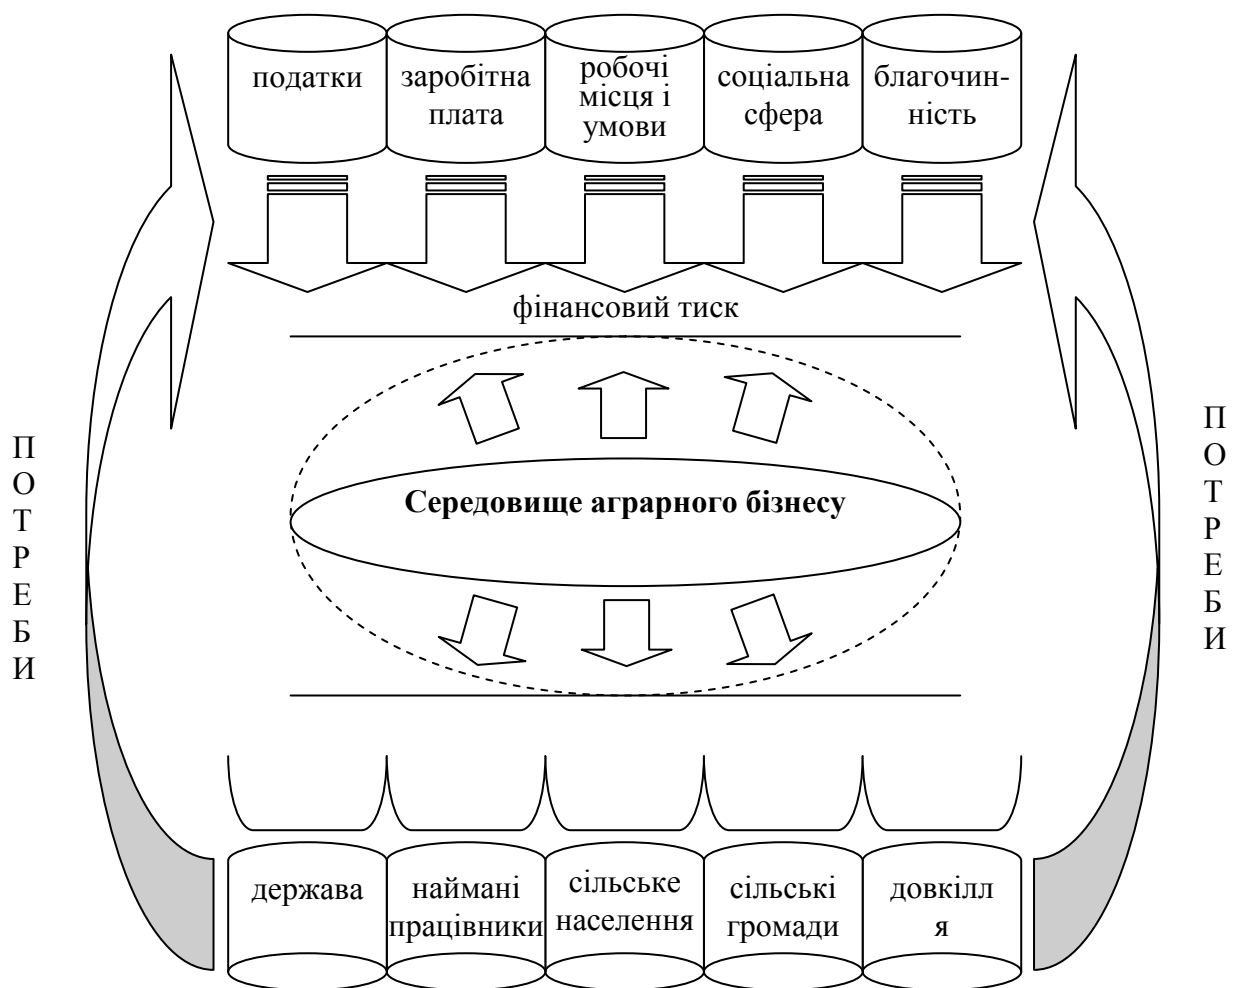 податки
заробітна
плата
робочі
місця і
умови
соціальна
сфера
благочин-
ність
фінансовий тиск
П
О
Т
Р
Е
Б
И
Середовище аграрного бізнесу
П
О
Т
Р
Е
Б
И
держава
наймані
працівники
сільське
населення
сільські
громади
довкілл
я